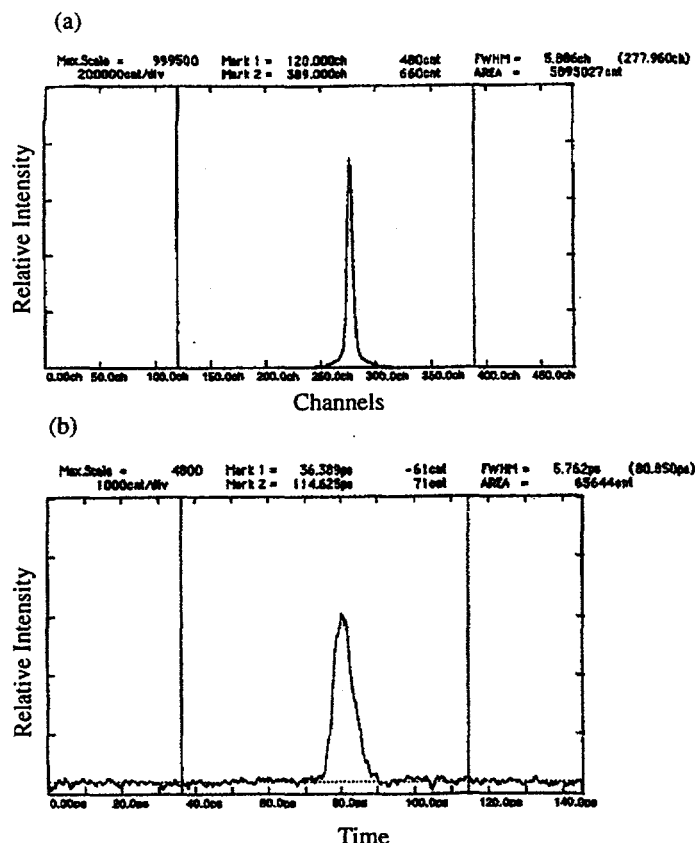 (a)
Max.Scale = 999500 Mark 1 = 120.000ch 480cnt FWHM = 5.886ch (277.960ch)
200000cnt/div Mark 2 = 389.000ch 660cnt AREA = 5893027cnt
Relative Intensity
0.00ch 50.0ch 100.0ch 150.0ch 200.0ch 250.0ch 300.0ch 350.0ch 400.0ch 450.0ch
Channels
(b)
Max.Scale = 4800 Mark 1 = 36.389ps -61cnt FWHM = 5.762ps (80.850ps)
1000cnt/div Mark 2 = 114.625ps 71cnt AREA = 65644cnt
Relative Intensity
0.00ps 20.0ps 40.0ps 60.0ps 80.0ps 100.0ps 120.0ps 140.0ps
Time